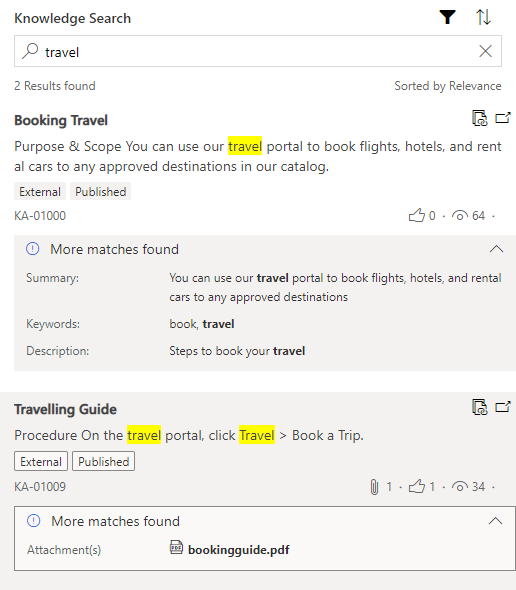 Knowledge Search
travel
2 Results found Sorted by Relevance
Booking Travel
Purpose & Scope You can use our travel portal to book flights, hotels, and rent
al cars to any approved destinations in our catalog.
External Published
KA-01000 0 · 64 ·
More matches found
Summary: You can use our travel portal to book flights, hotels, and rental
cars to any approved destinations
Keywords: book, travel
Description: Steps to book your travel
Travelling Guide
Procedure On the travel portal, click Travel > Book a Trip.
External Published
KA-01009 1 · 1 · 34 ·
More matches found
Attachment(s) PDF bookingguide.pdf